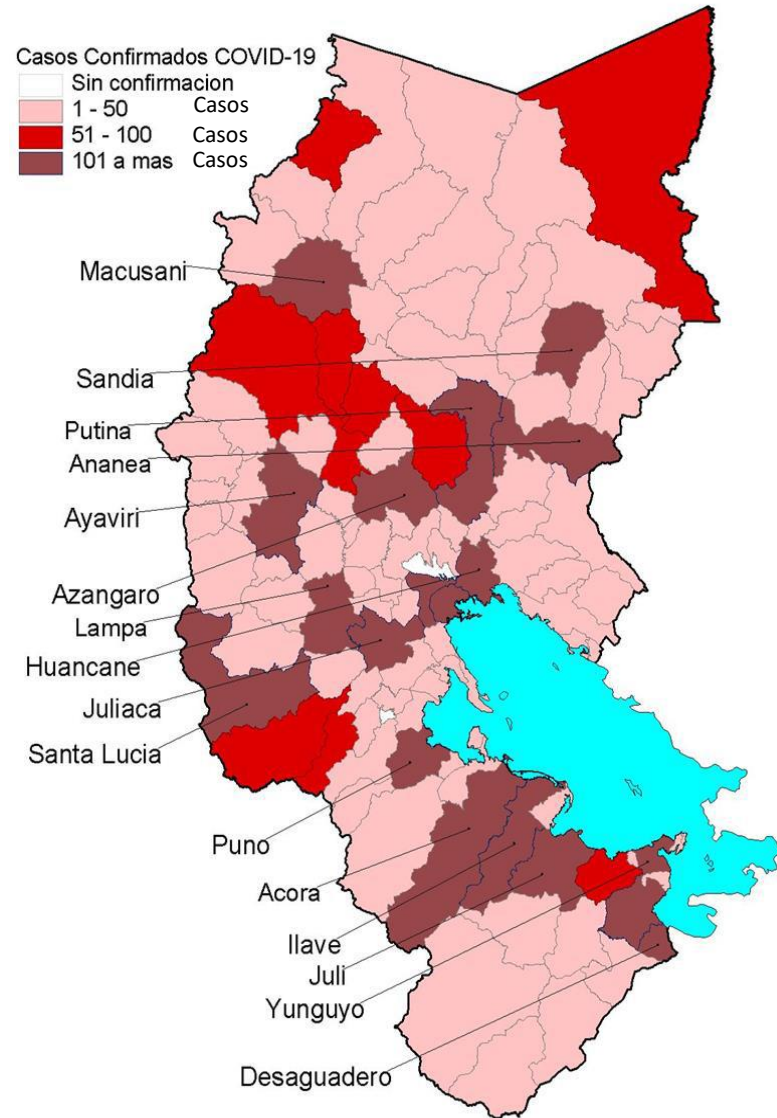 Casos Confirmados COVID-19
Sin confirmacion
1 - 50 Casos
51 - 100 Casos
101 a mas Casos
Macusani
Sandia
Putina
Ananea
Ayaviri
Azangaro
Lampa
Huancane
Juliaca
Santa Lucia
Puno
Acora
Ilave
Juli
Yunguyo
Desaguadero